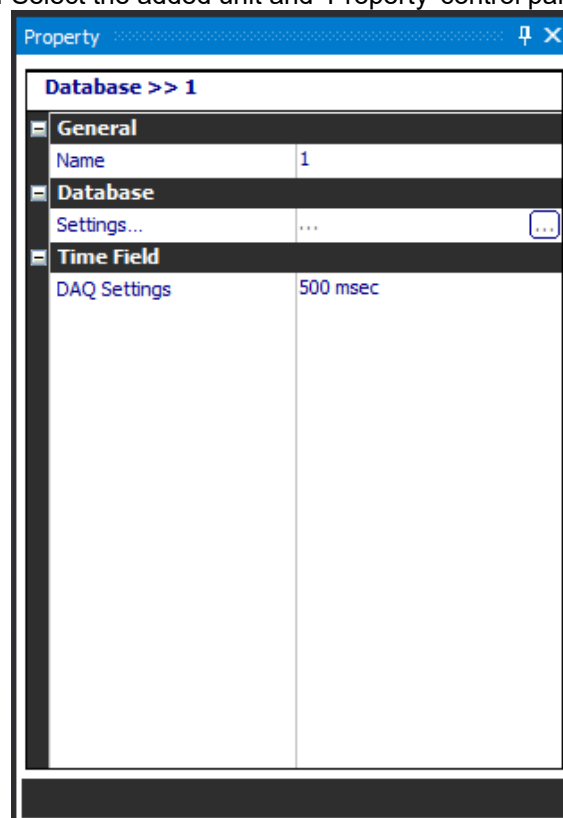 Select the added unit and 'Property' control pan
Property
Database >> 1
General
Name 1
Database
Settings... ... ...
Time Field
DAQ Settings 500 msec